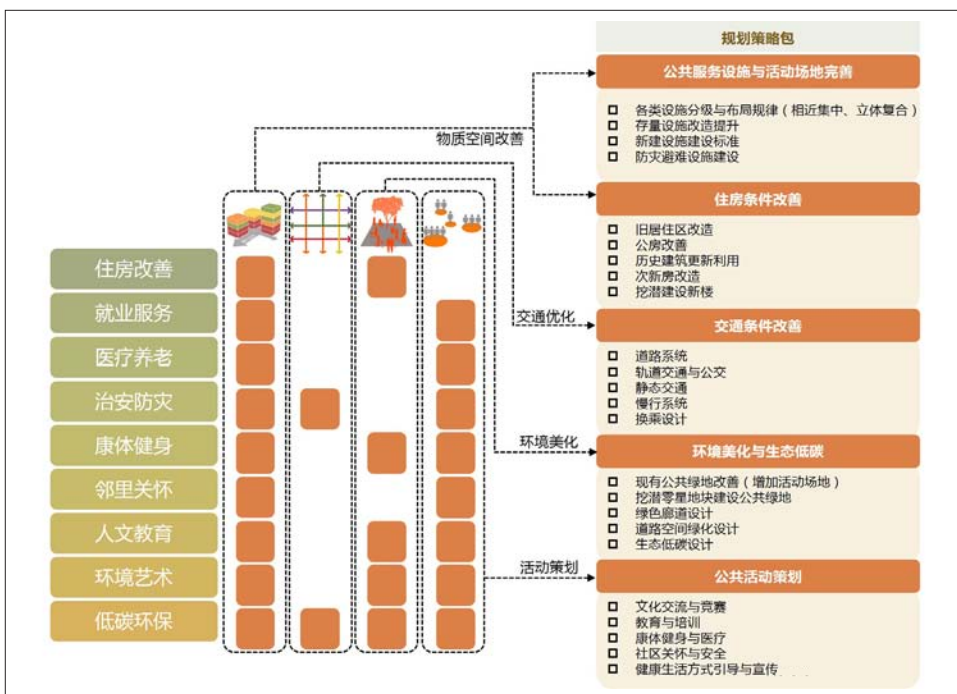 规划策略包
公共服务设施与活动场地完善
各类设施分级与布局规律（相近集中、立体复合）
存量设施改造提升
新建设施建设标准
防灾避难设施建设
物质空间改善
住房条件改善
旧居住区改造
公房改善
历史建筑更新利用
次新房改造
挖潜建设新楼
住房改善
就业服务
医疗养老
治安防灾
康体健身
邻里关怀
人文教育
环境艺术
低碳环保
交通优化
交通条件改善
道路系统
轨道交通与公交
静态交通
慢行系统
换乘设计
环境美化
环境美化与生态低碳
现有公共绿地改善（增加活动场地）
挖潜零星地块建设公共绿地
绿色廊道设计
道路空间绿化设计
生态低碳设计
活动策划
公共活动策划
文化交流与竞赛
教育与培训
康体健身与医疗
社区关怀与安全
健康生活方式引导与宣传